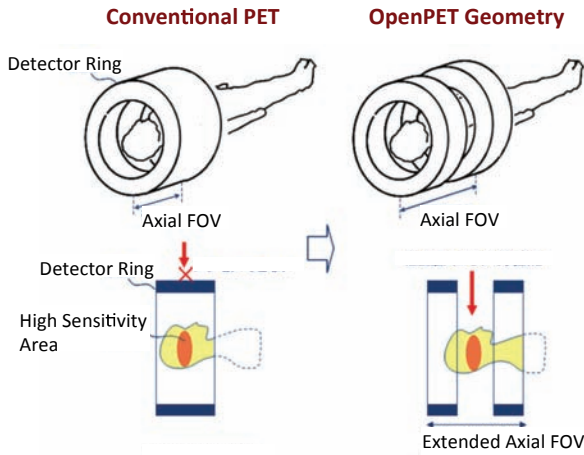 Conventional PET
OpenPET Geometry
Detector Ring
Axial FOV
Axial FOV
Detector Ring
High Sensitivity
Area
Extended Axial FOV